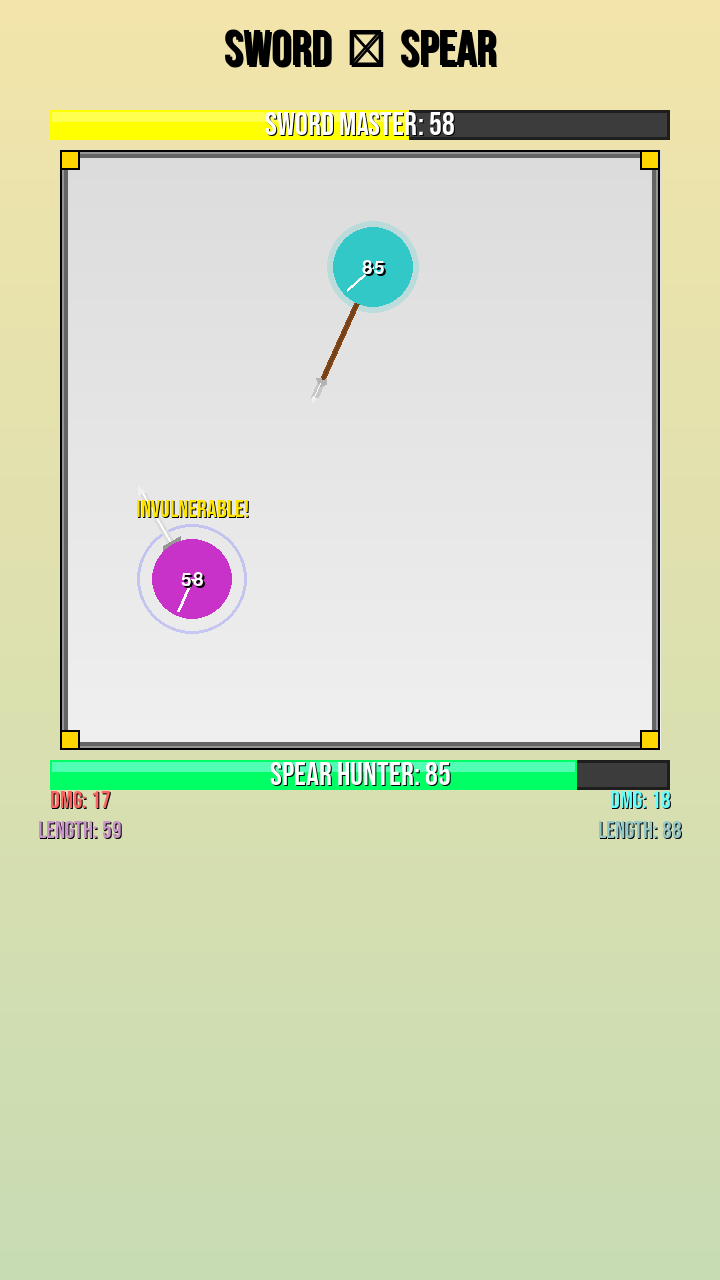 SWORD ☒ SPEAR
SWORD MASTER: 58
85
INVULNERABLE!
58
SPEAR HUNTER: 85
DMG: 17 DMG: 18
LENGTH: 59 LENGTH: 88